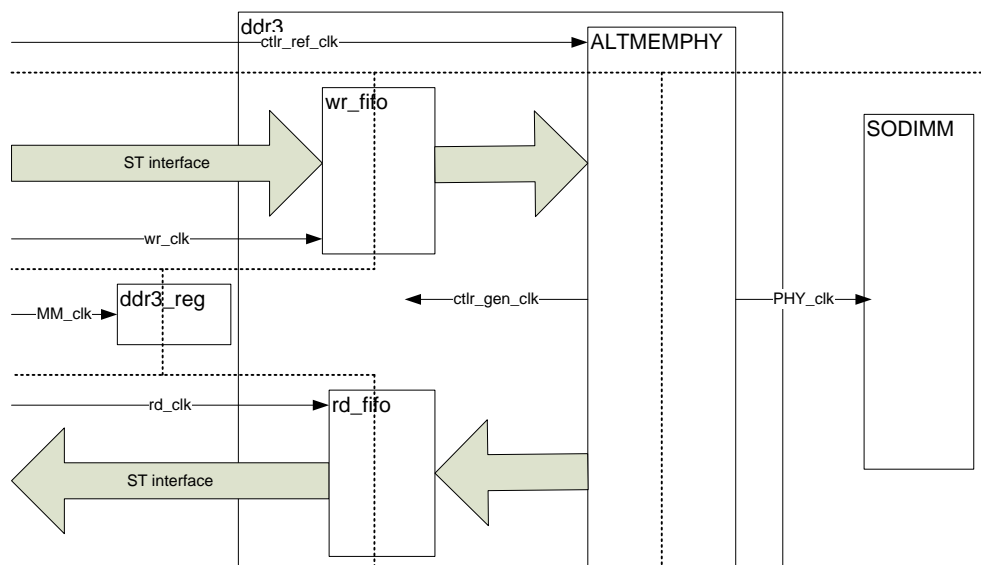 ddr3
ctlr_ref_clk
ALTMEMPHY
wr_fifo
SODIMM
ST interface
wr_clk
ddr3_reg
MM_clk
ctlr_gen_clk
PHY_clk
rd_clk
rd_fifo
ST interface